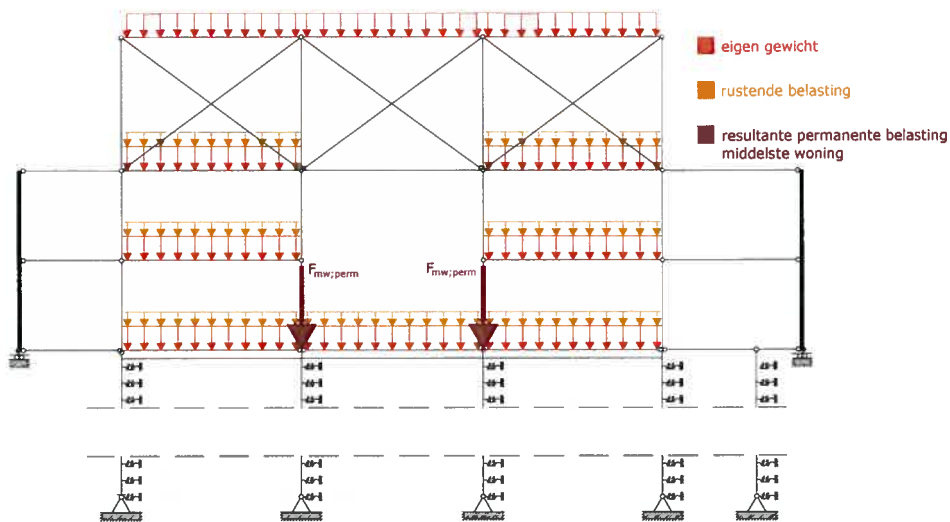 eigen gewicht
rustende belasting
resultante permanente belasting
middelste woning
Fmw;perm
Fmw;perm